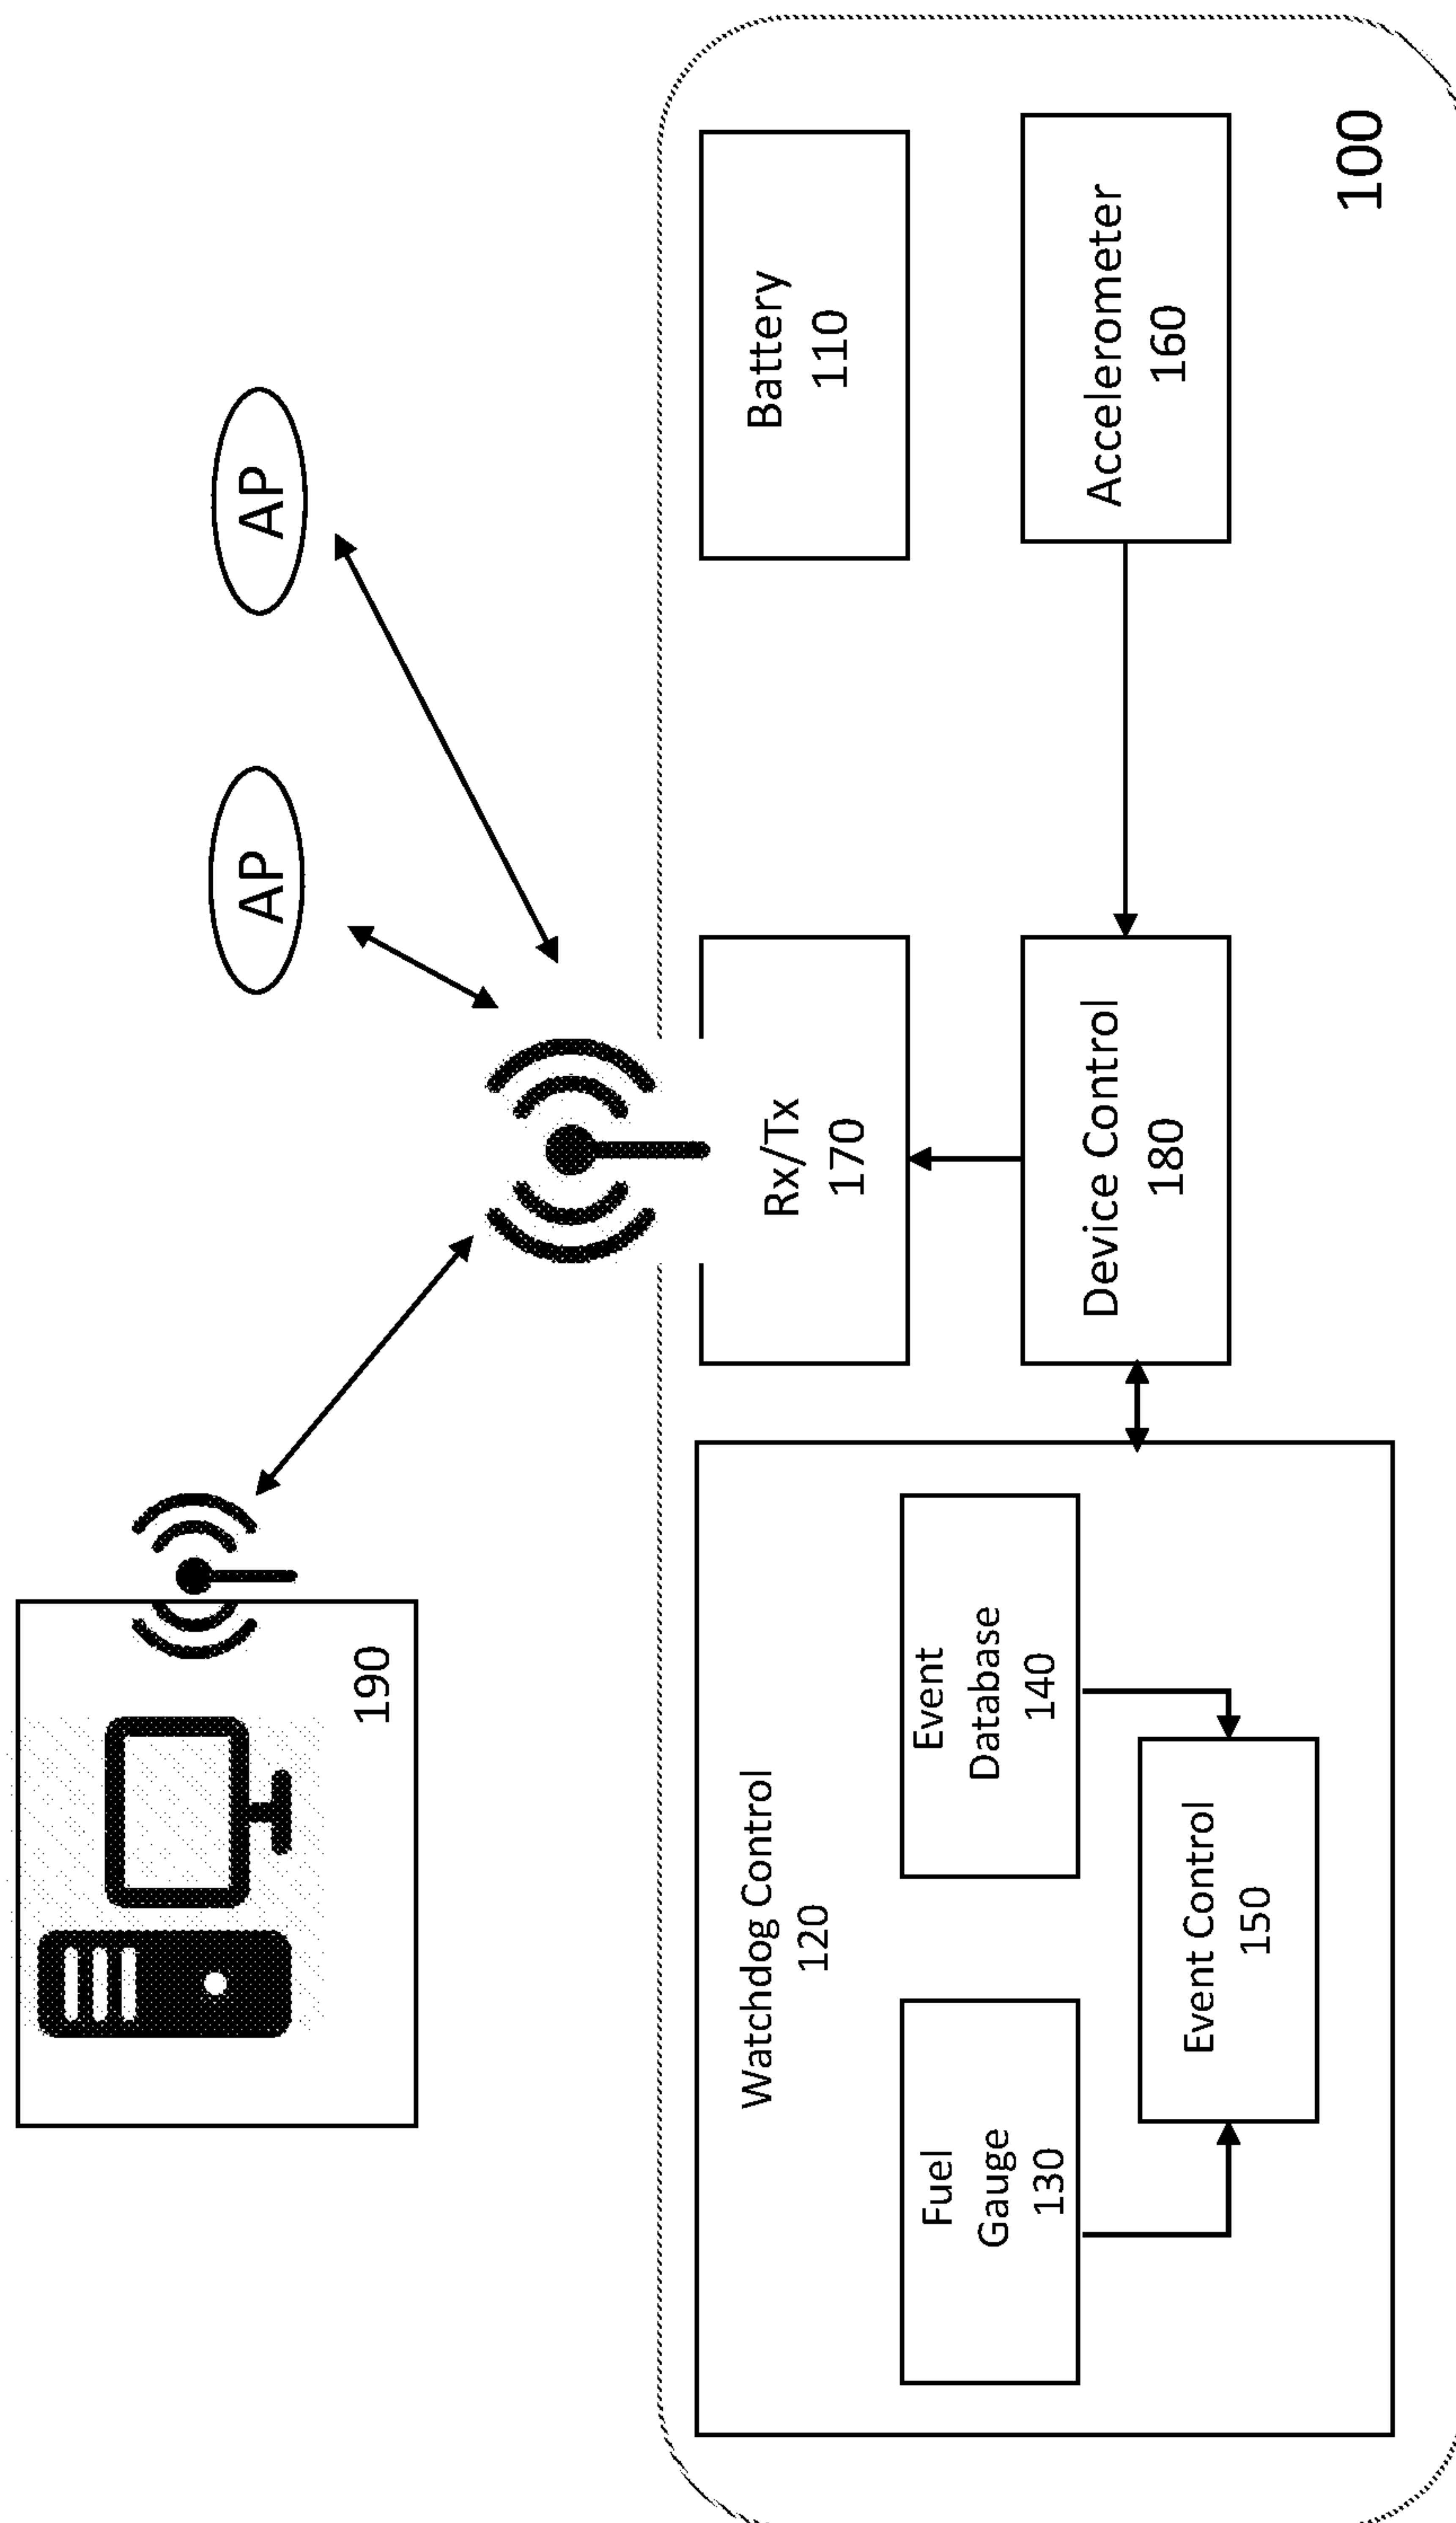 190
AP
AP
Watchdog Control
120
Fuel
Gauge
130
Event
Database
140
Event Control
150
Rx/Tx
170
Battery
110
Device Control
180
Accelerometer
160
100